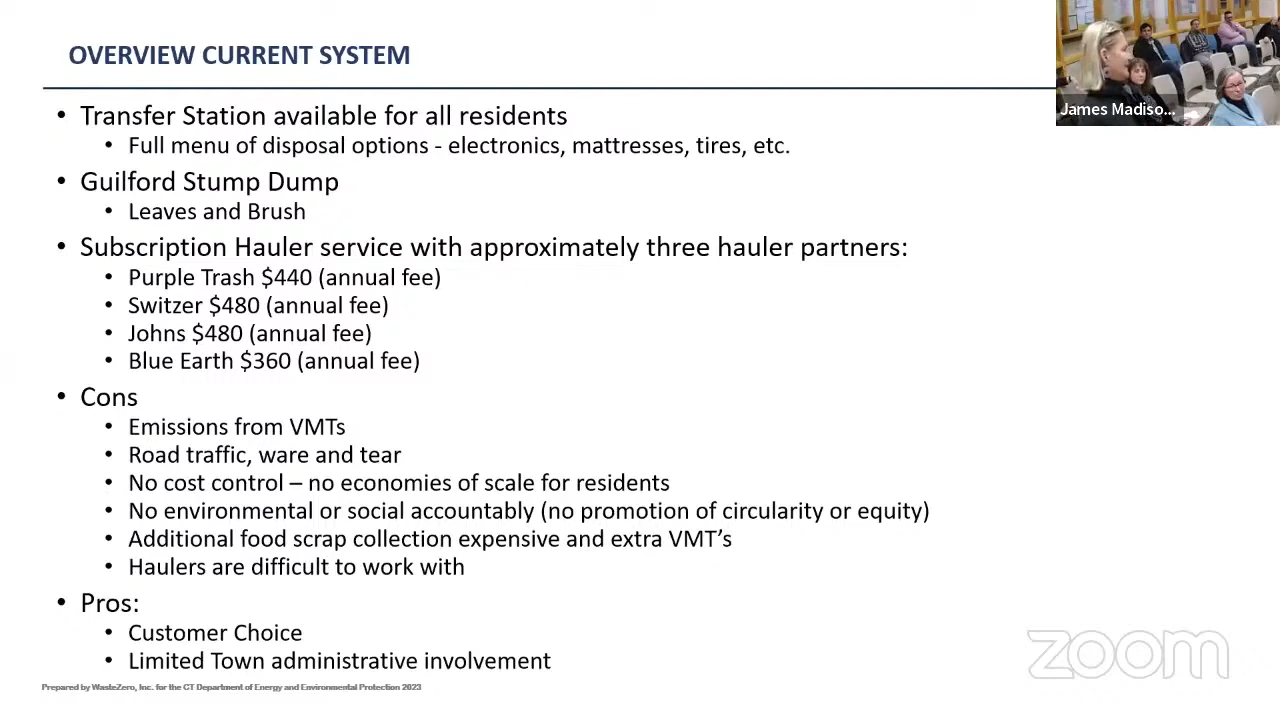 OVERVIEW CURRENT SYSTEM
James Madiso...
• Transfer Station available for all residents
• Full menu of disposal options - electronics, mattresses, tires, etc.
• Guilford Stump Dump
• Leaves and Brush
• Subscription Hauler service with approximately three hauler partners:
• Purple Trash $440 (annual fee)
• Switzer $480 (annual fee)
• Johns $480 (annual fee)
• Blue Earth $360 (annual fee)
• Cons
• Emissions from VMTs
• Road traffic, ware and tear
• No cost control – no economies of scale for residents
• No environmental or social accountably (no promotion of circularity or equity)
• Additional food scrap collection expensive and extra VMT’s
• Haulers are difficult to work with
• Pros:
• Customer Choice
• Limited Town administrative involvement
zoom
Prepared by WasteZero, Inc. for the CT Department of Energy and Environmental Protection 2023